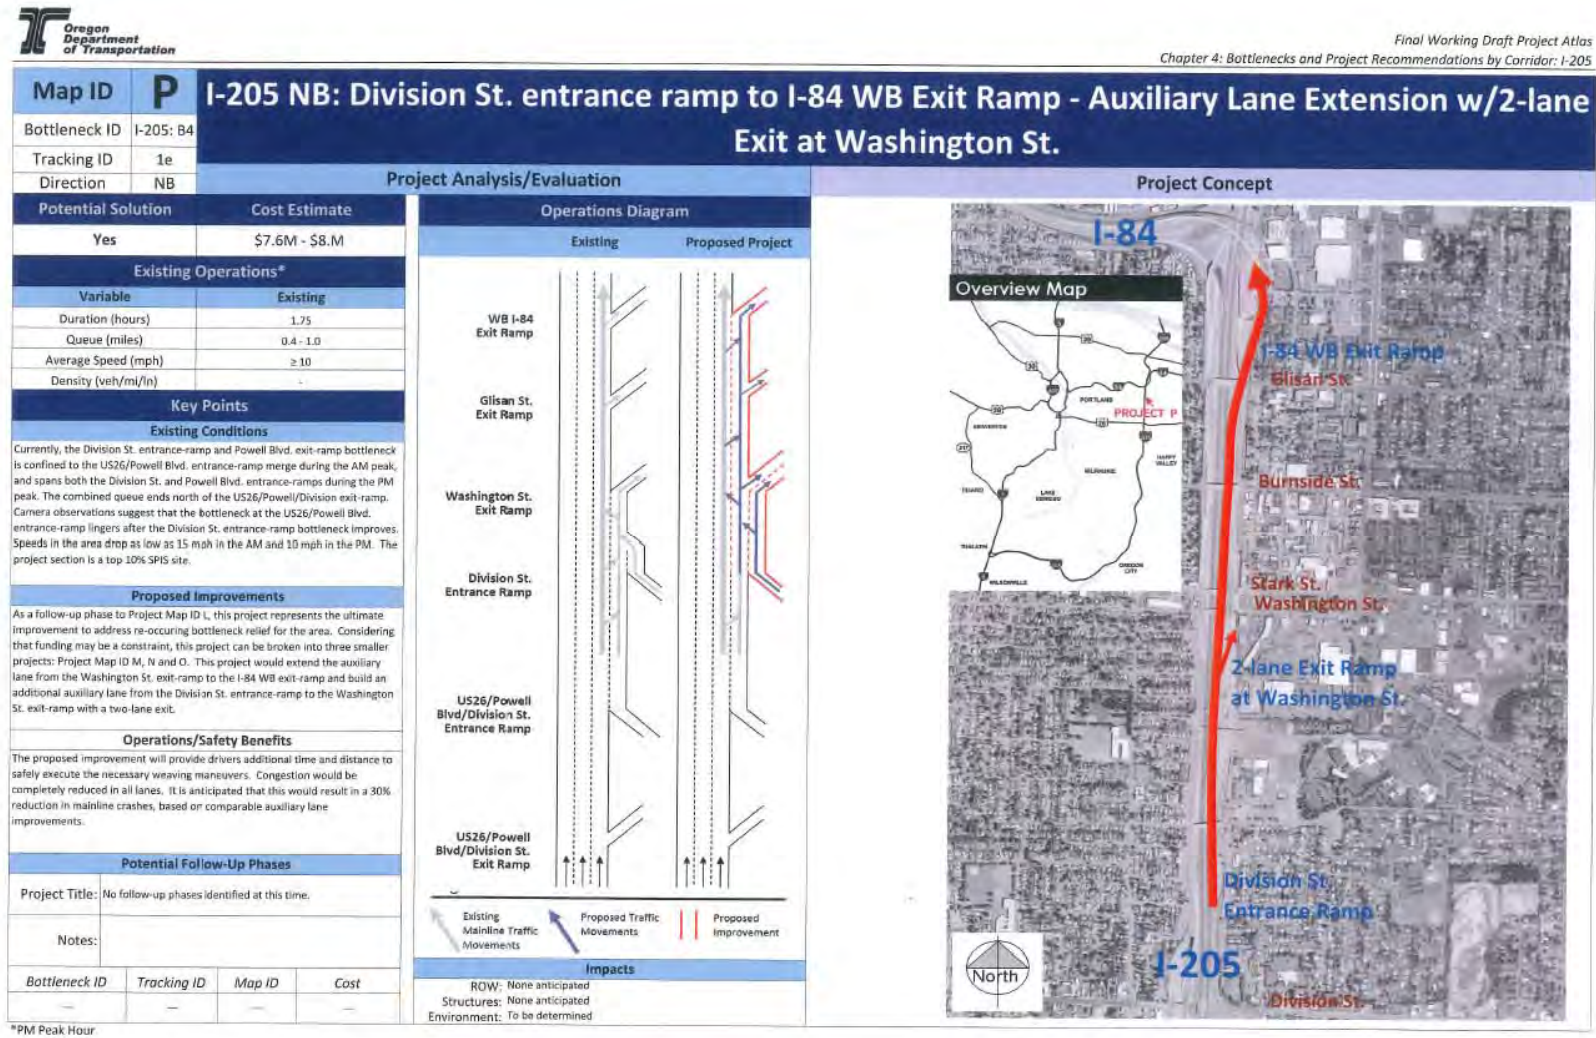 Oregon
Department
of Transportation
Final Working Draft Project Atlas
Chapter 4: Bottlenecks and Project Recommendations by Corridor: I-205
Map ID P
Bottleneck ID I-205: B4
Tracking ID 1e
Direction NB
I-205 NB: Division St. entrance ramp to I-84 WB Exit Ramp - Auxiliary Lane Extension w/2-lane
Exit at Washington St.
Project Analysis/Evaluation
Potential Solution Cost Estimate
Yes $7.6M - $8.M
Existing Operations*
Variable Existing
Duration (hours) 1.75
Queue (miles) 0.4 - 1.0
Average Speed (mph) ≥ 10
Density (veh/mi/ln) -
Key Points
Existing Conditions
Currently, the Division St. entrance-ramp and Powell Blvd. exit-ramp bottleneck
is confined to the US26/Powell Blvd. entrance-ramp merge during the AM peak,
and spans both the Division St. and Powell Blvd. entrance-ramps during the PM
peak. The combined queue ends north of the US26/Powell/Division exit-ramp.
Camera observations suggest that the bottleneck at the US26/Powell Blvd.
entrance-ramp lingers after the Division St. entrance-ramp bottleneck improves.
Speeds in the area drop as low as 15 mph in the AM and 10 mph in the PM. The
project section is a top 10% SPIS site.
Proposed Improvements
As a follow-up phase to Project Map ID L, this project represents the ultimate
improvement to address re-occuring bottleneck relief for the area. Considering
that funding may be a constraint, this project can be broken into three smaller
projects: Project Map ID M, N and O. This project would extend the auxiliary
lane from the Washington St. exit-ramp to the I-84 WB exit-ramp and build an
additional auxiliary lane from the Division St. entrance-ramp to the Washington
St. exit-ramp with a two-lane exit.
Operations/Safety Benefits
The proposed improvement will provide drivers additional time and distance to
safely execute the necessary weaving maneuvers. Congestion would be
completely reduced in all lanes. It is anticipated that this would result in a 30%
reduction in mainline crashes, based on comparable auxiliary lane
improvements.
Potential Follow-Up Phases
Project Title: No follow-up phases identified at this time.
Notes:
Bottleneck ID Tracking ID Map ID Cost
— — — —
*PM Peak Hour
Operations Diagram
Existing Proposed Project
WB I-84
Exit Ramp
Glisan St.
Exit Ramp
Washington St.
Exit Ramp
Division St.
Entrance Ramp
US26/Powell
Blvd/Division St.
Entrance Ramp
US26/Powell
Blvd/Division St.
Exit Ramp
Existing
Mainline Traffic
Movements
Proposed Traffic
Movements
Proposed
Improvement
Impacts
ROW: None anticipated
Structures: None anticipated
Environment: To be determined
Project Concept
I-84
Overview Map
PORTLAND
PROJECT P
BEAVERTON
MILWAUKIE
HAPPY
VALLEY
TIGARD
LAKE
OSWEGO
TUALATIN
OREGON
CITY
WILSONVILLE
I-84 WB Exit Ramp
Glisan St.
Burnside St.
Stark St.
Washington St.
2-lane Exit Ramp
at Washington St.
Division St.
Entrance Ramp
I-205
Division St.
North